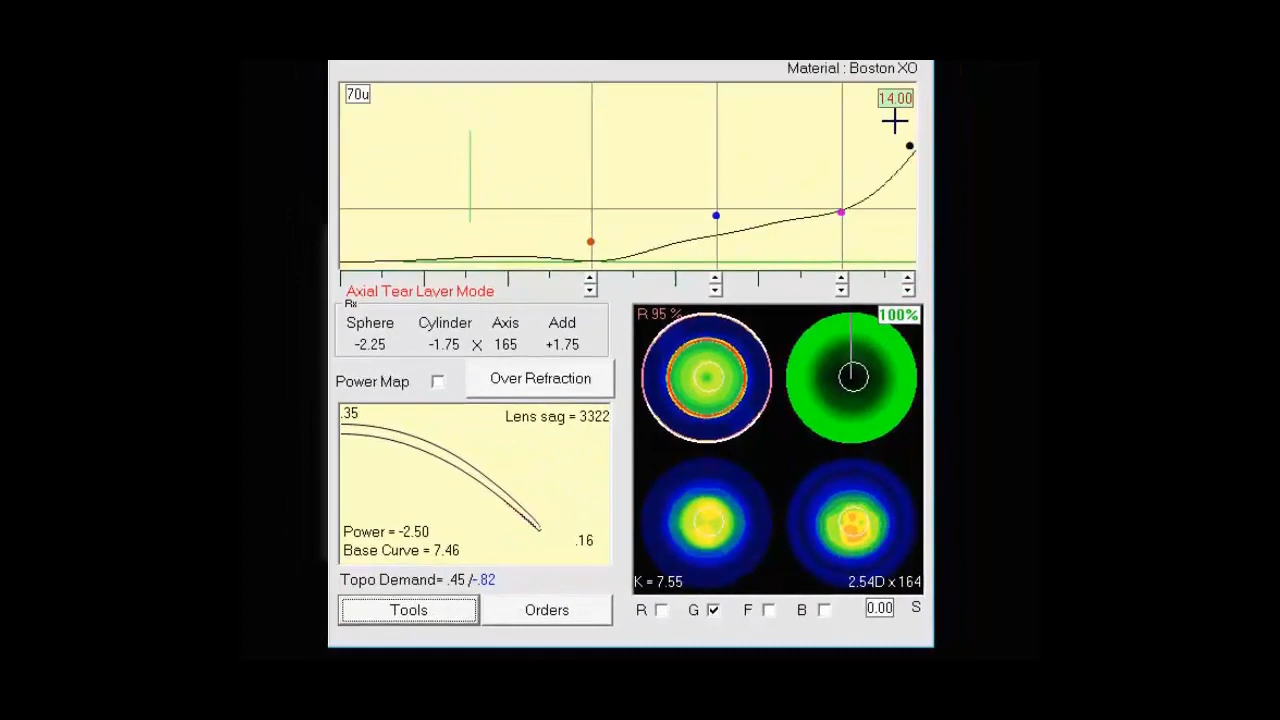 Material : Boston XO
70u
14.00
Axial Tear Layer Mode
Rx
Sphere Cylinder Axis Add
-2.25 -1.75 X 165 +1.75
Power Map
Over Refraction
.35
Lens sag = 3322
Power = -2.50
Base Curve = 7.46
.16
Topo Demand= .45 /-.82
Tools
Orders
R 95 %
100%
K = 7.55
2.54D x 164
R G F B 0.00 S